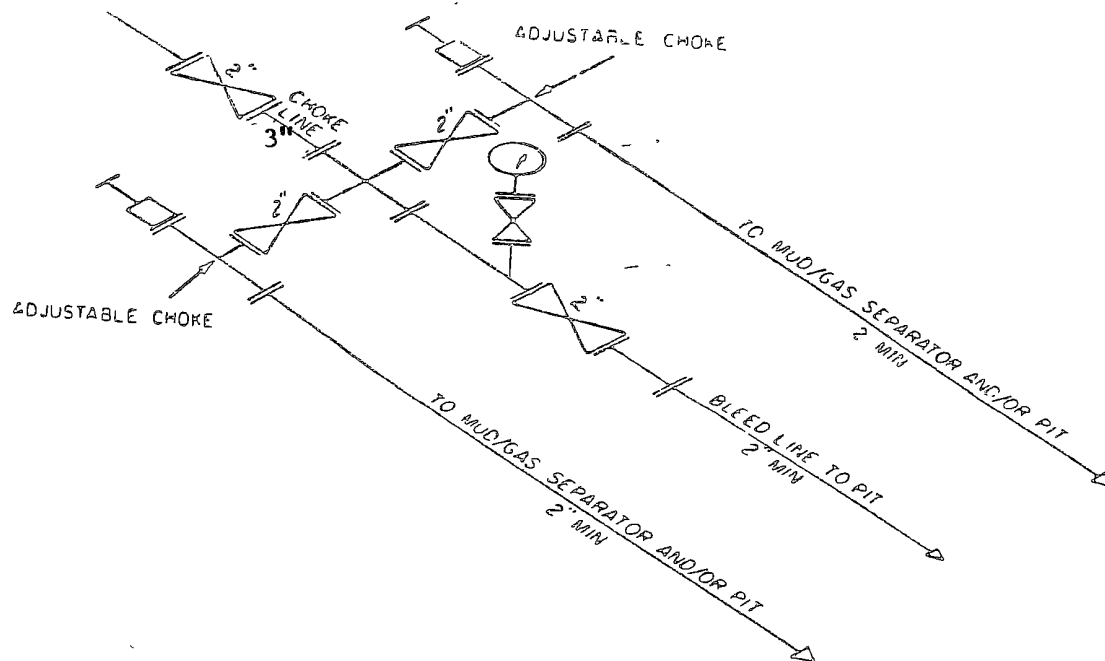 ADJUSTABLE CHOKE
2"
CHOKE
LINE
3"
2"
P
2"
ADJUSTABLE CHOKE
2"
TO MUD/GAS SEPARATOR AND/OR PIT
2 MIN
BLEED LINE TO PIT
2" MIN
TO MUD/GAS SEPARATOR AND/OR PIT
2" MIN